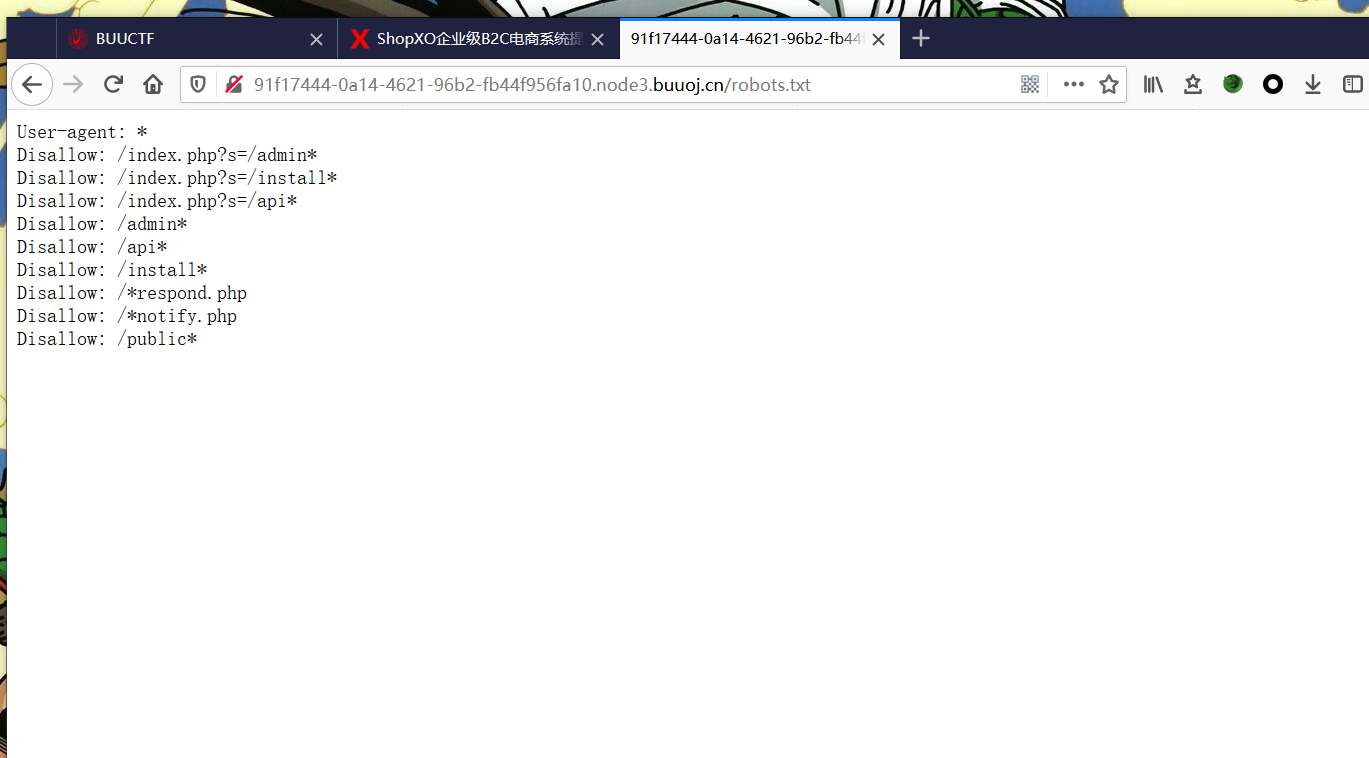 BUUCTF
ShopXO企业级B2C电商系统提
91f17444-0a14-4621-96b2-fb44f
91f17444-0a14-4621-96b2-fb44f956fa10.node3.buuoj.cn/robots.txt
User-agent: *
Disallow: /index.php?s=/admin*
Disallow: /index.php?s=/install*
Disallow: /index.php?s=/api*
Disallow: /admin*
Disallow: /api*
Disallow: /install*
Disallow: /*respond.php
Disallow: /*notify.php
Disallow: /public*